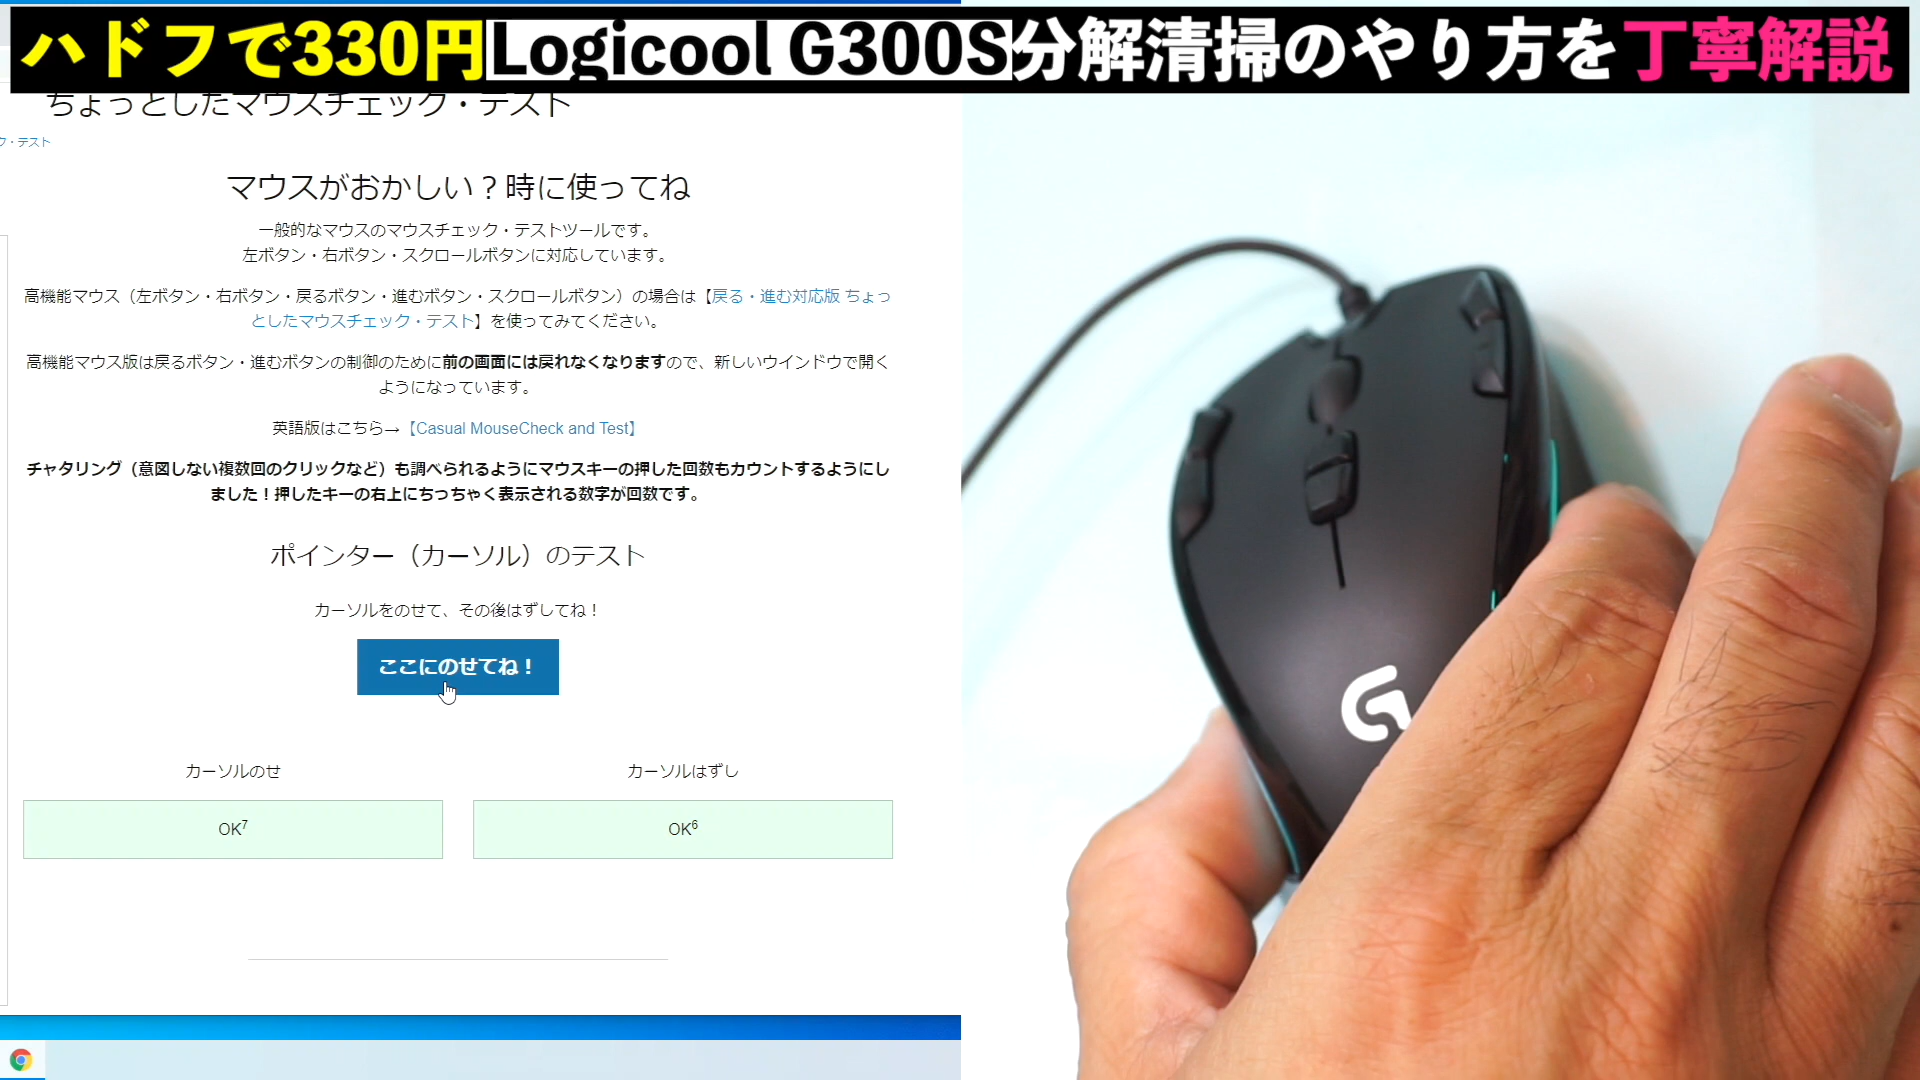 ハドフで330円Logicool G300S分解清掃のやり方を丁寧解説
ちょっとしたマウスチェック・テスト
ク・テスト
マウスがおかしい？時に使ってね
一般的なマウスのマウスチェック・テストツールです。
左ボタン・右ボタン・スクロールボタンに対応しています。
高機能マウス（左ボタン・右ボタン・戻るボタン・進むボタン・スクロールボタン）の場合は【戻る・進む対応版 ちょっ
としたマウスチェック・テスト】を使ってみてください。
高機能マウス版は戻るボタン・進むボタンの制御のために前の画面には戻れなくなりますので、新しいウインドウで開く
ようになっています。
英語版はこちら→【Casual MouseCheck and Test】
チャタリング（意図しない複数回のクリックなど）も調べられるようにマウスキーの押した回数もカウントするようにし
ました！押したキーの右上にちっちゃく表示される数字が回数です。
ポインター（カーソル）のテスト
カーソルをのせて、その後はずしてね！
ここにのせてね！
カーソルのせ
カーソルはずし
OK7
OK6